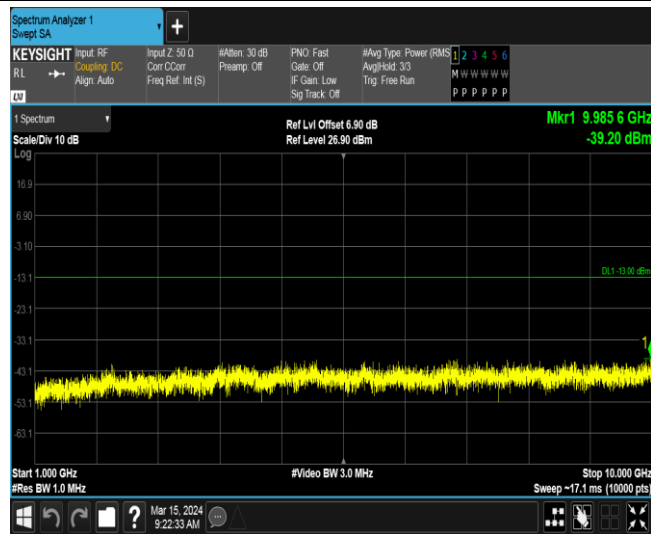 Spectrum Analyzer 1
Swept SA
+
KEYSIGHT
RL
LXI
Input: RF
Coupling: DC
Align: Auto
Input Z: 50 Ω
Corr CCorr
Freq Ref: Int (S)
#Atten: 30 dB
Preamp: Off
PNO: Fast
Gate: Off
IF Gain: Low
Sig Track: Off
#Avg Type: Power (RMS
Avg|Hold: 3/3
Trig: Free Run
1 2 3 4 5 6
M W W W W W
P P P P P P
1 Spectrum
Scale/Div 10 dB
Log
Ref Lvl Offset 6.90 dB
Ref Level 26.90 dBm
Mkr1 9.985 6 GHz
-39.20 dBm
16.9
6.90
-3.10
-13.1
DL1 -13.00 dBm
-23.1
-33.1
1
-43.1
-53.1
-63.1
Start 1.000 GHz
#Res BW 1.0 MHz
#Video BW 3.0 MHz
Stop 10.000 GHz
Sweep ~17.1 ms (10000 pts)
?
Mar 15, 2024
9:22:33 AM